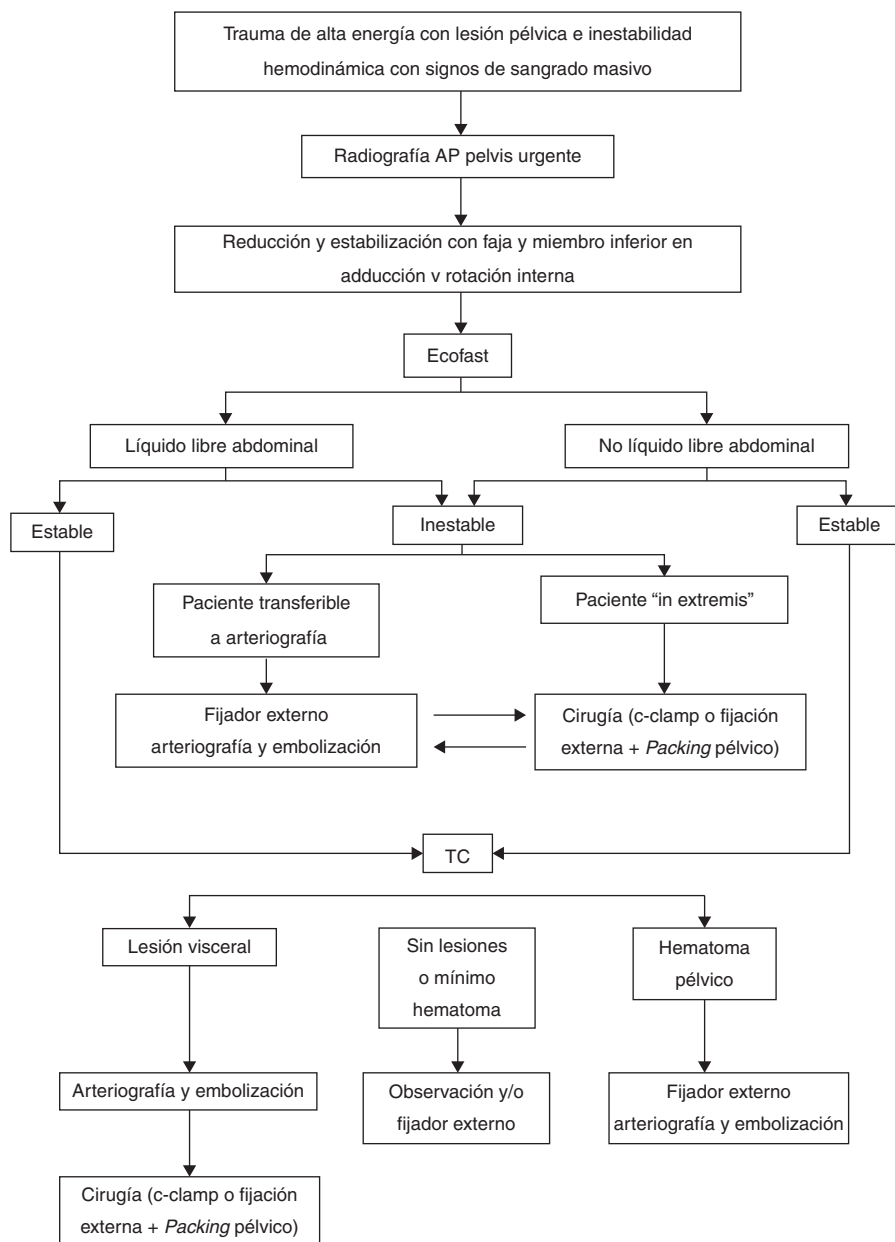 Trauma de alta energía con lesión pélvica e inestabilidad
hemodinámica con signos de sangrado masivo
Radiografía AP pelvis urgente
Reducción y estabilización con faja y miembro inferior en
adducción v rotación interna
Ecofast
Líquido libre abdominal
No líquido libre abdominal
Estable
Inestable
Estable
Paciente transferible
a arteriografía
Paciente “in extremis”
Fijador externo
arteriografía y embolización
Cirugía (c-clamp o fijación
externa + Packing pélvico)
TC
Lesión visceral
Sin lesiones
o mínimo
hematoma
Hematoma
pélvico
Arteriografía y embolización
Observación y/o
fijador externo
Fijador externo
arteriografía y embolización
Cirugía (c-clamp o fijación
externa + Packing pélvico)